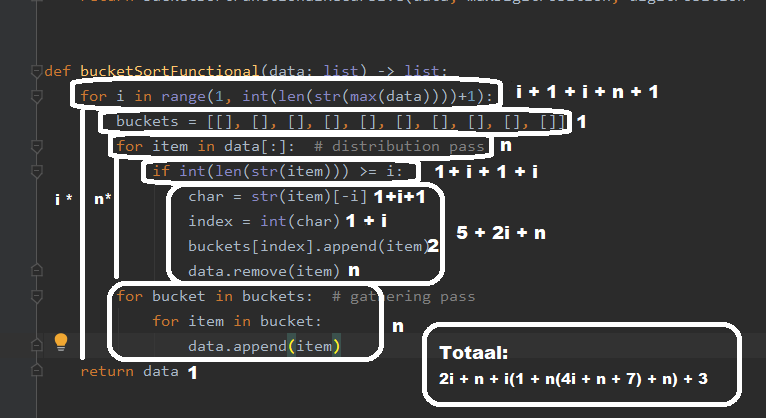 def bucketSortFunctional(data: list) -> list:
for i in range(1, int(len(str(max(data))))+1): i + 1 + i + n + 1
buckets = [[], [], [], [], [], [], [], [], [], []] 1
for item in data[:]: # distribution pass n
if int(len(str(item))) >= i: 1+ i + 1 + i
char = str(item)[-i] 1+i+1
i * n*
index = int(char) 1 + i
5 + 2i + n
buckets[index].append(item) 2
data.remove(item) n
for bucket in buckets: # gathering pass
for item in bucket: n
data.append(item)
return data 1
Totaal:
2i + n + i(1 + n(4i + n + 7) + n) + 3